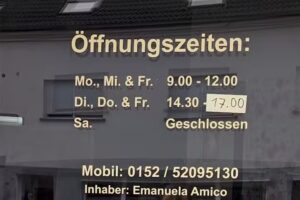 Öffnungszeiten:
Mo., Mi. & Fr. 9.00 - 12.00
Di., Do. & Fr. 14.30 - 17.00
Sa. Geschlossen
Mobil: 0152 / 52095130
Inhaber: Emanuela Amico